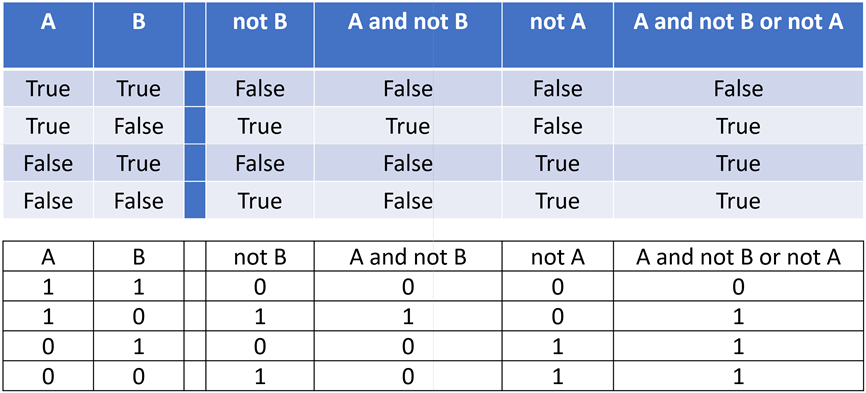 A B not B A and not B not A A and not B or not A
True True False False False False
True False True True False True
False True False False True True
False False True False True True
A B not B A and not B not A A and not B or not A
1 1 0 0 0 0
1 0 1 1 0 1
0 1 0 0 1 1
0 0 1 0 1 1